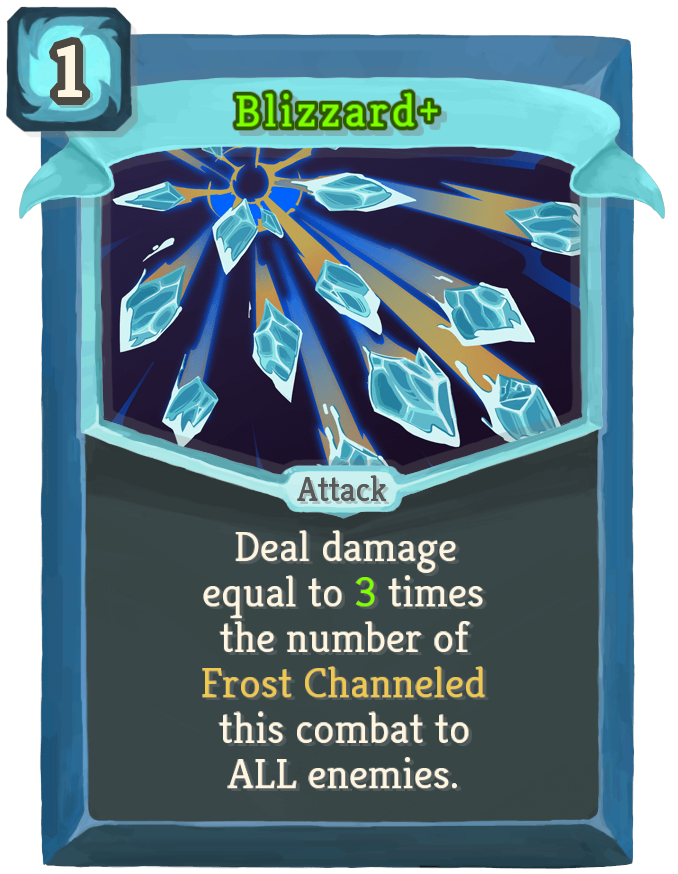 1
Blizzard+
Attack
Deal damage
equal to 3 times
the number of
Frost Channeled
this combat to
ALL enemies.